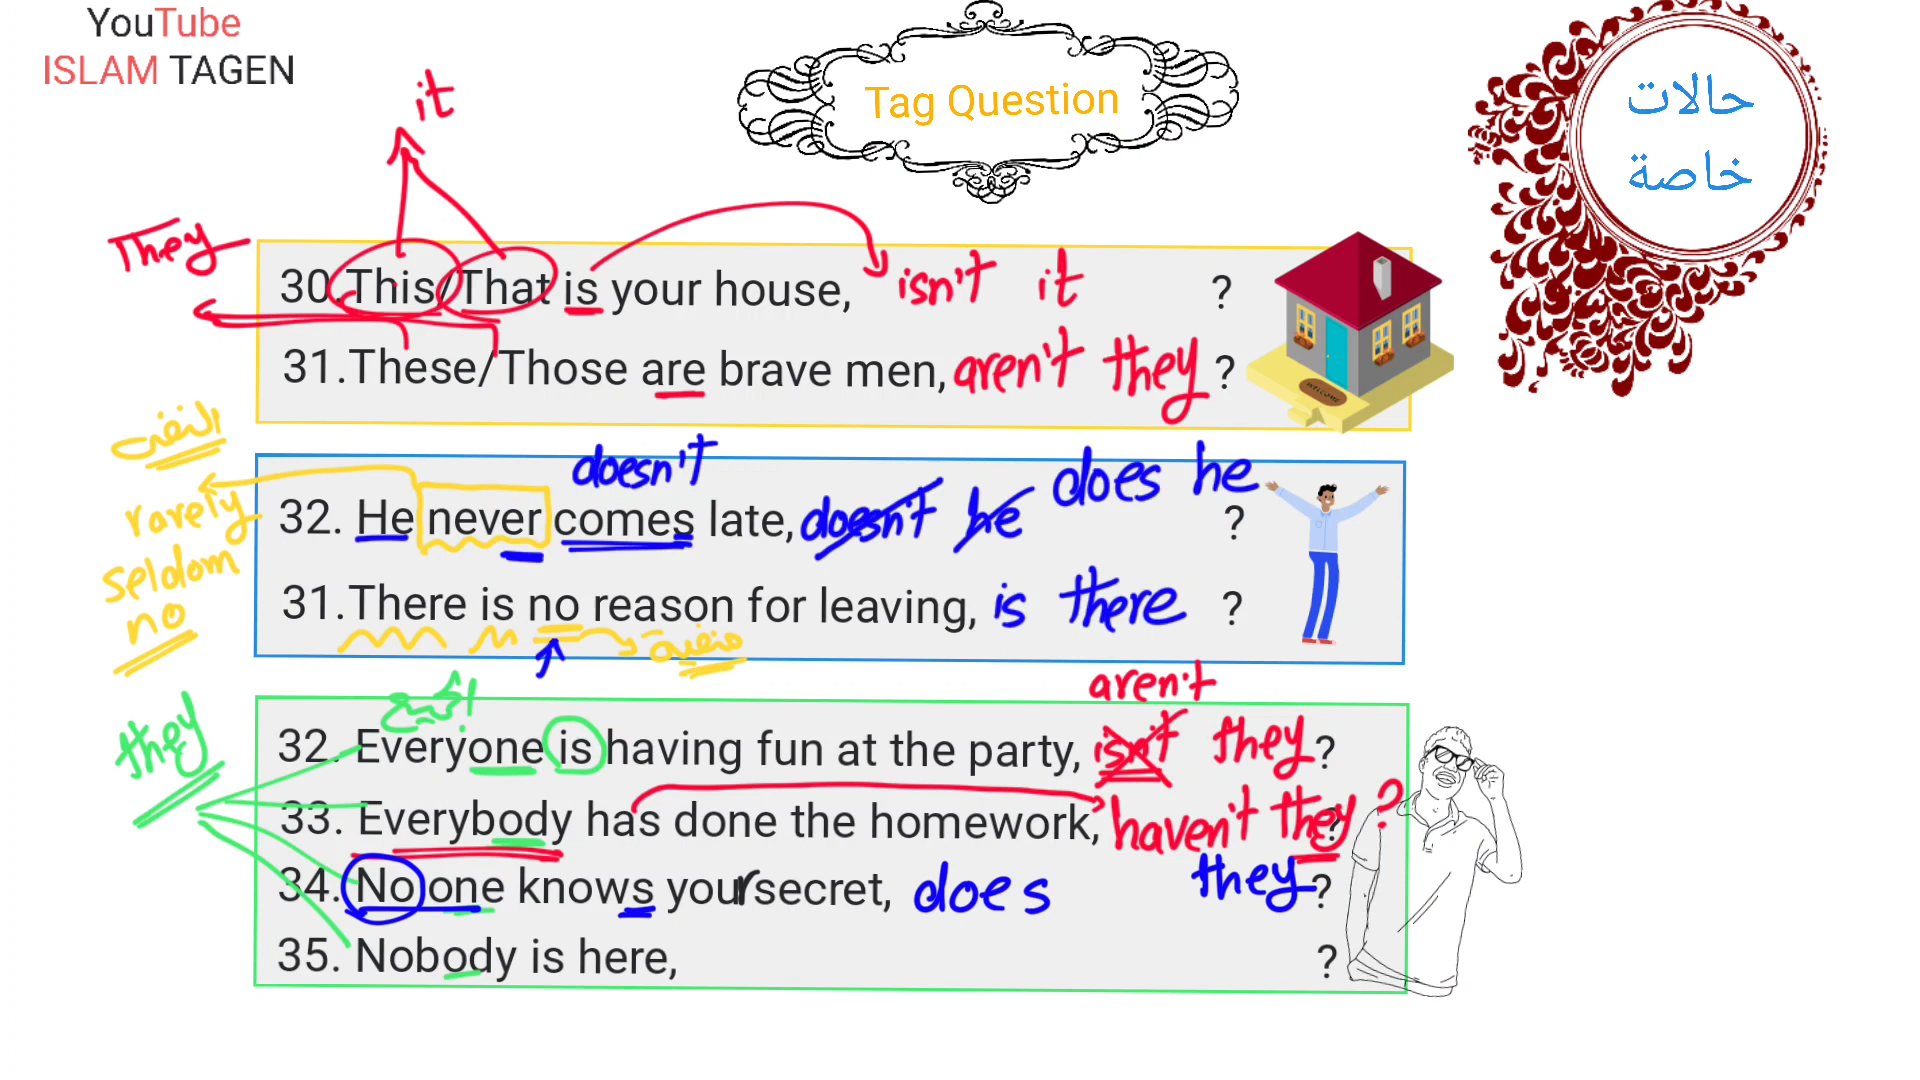 YouTube
ISLAM TAGEN
Tag Question
حالات
خاصة
it
They
30. This/That is your house, isn't it ?
31.These/Those are brave men, aren't they ?
النفى
rarely
seldom
no
doesn't
does he
32. He never comes late, doesn't he ?
31.There is no reason for leaving, is there ?
منفية
they
aren't
32. Everyone is having fun at the party, isn't they ?
33. Everybody has done the homework, haven't they ?
34. No one knows your secret, does they ?
35. Nobody is here, ?
WELCOME